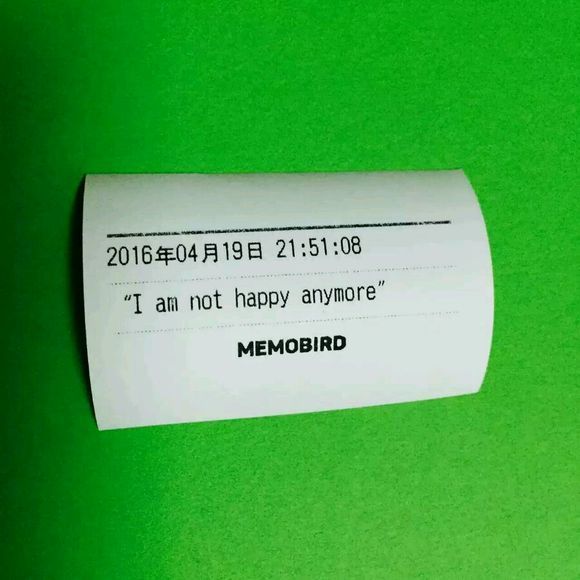 2016年04月19日 21:51:08
“I am not happy anymore”
MEMOBIRD